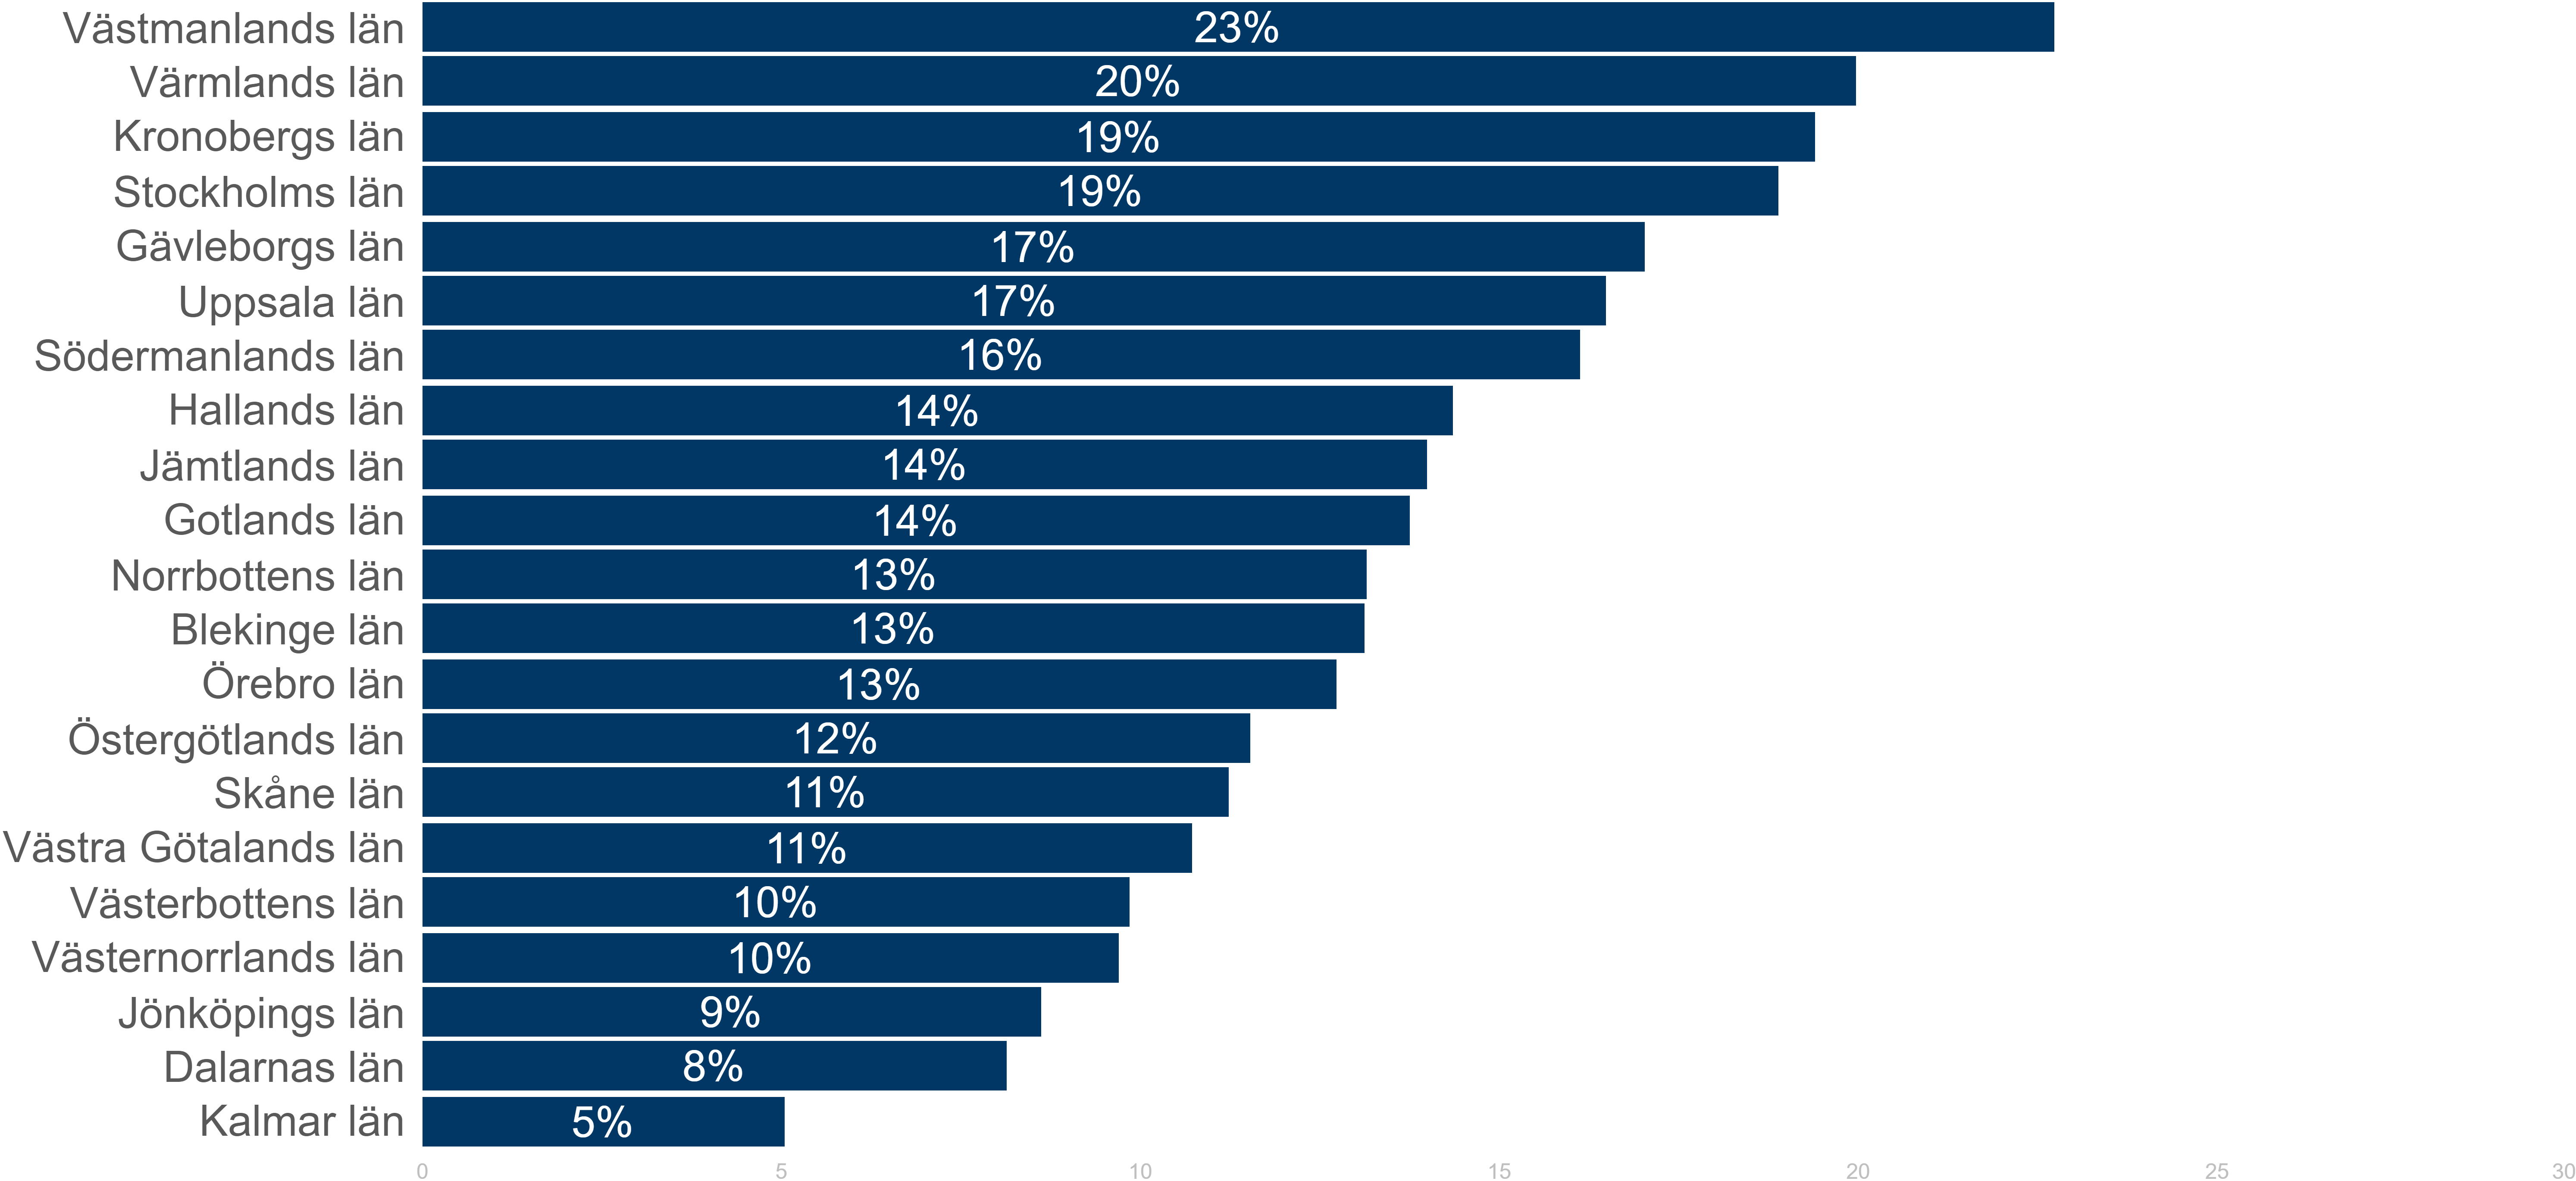 Västmanlands län 23%
Värmlands län 20%
Kronobergs län 19%
Stockholms län 19%
Gävleborgs län 17%
Uppsala län 17%
Södermanlands län 16%
Hallands län 14%
Jämtlands län 14%
Gotlands län 14%
Norrbottens län 13%
Blekinge län 13%
Örebro län 13%
Östergötlands län 12%
Skåne län 11%
Västra Götalands län 11%
Västerbottens län 10%
Västernorrlands län 10%
Jönköpings län 9%
Dalarnas län 8%
Kalmar län 5%
0 5 10 15 20 25 30